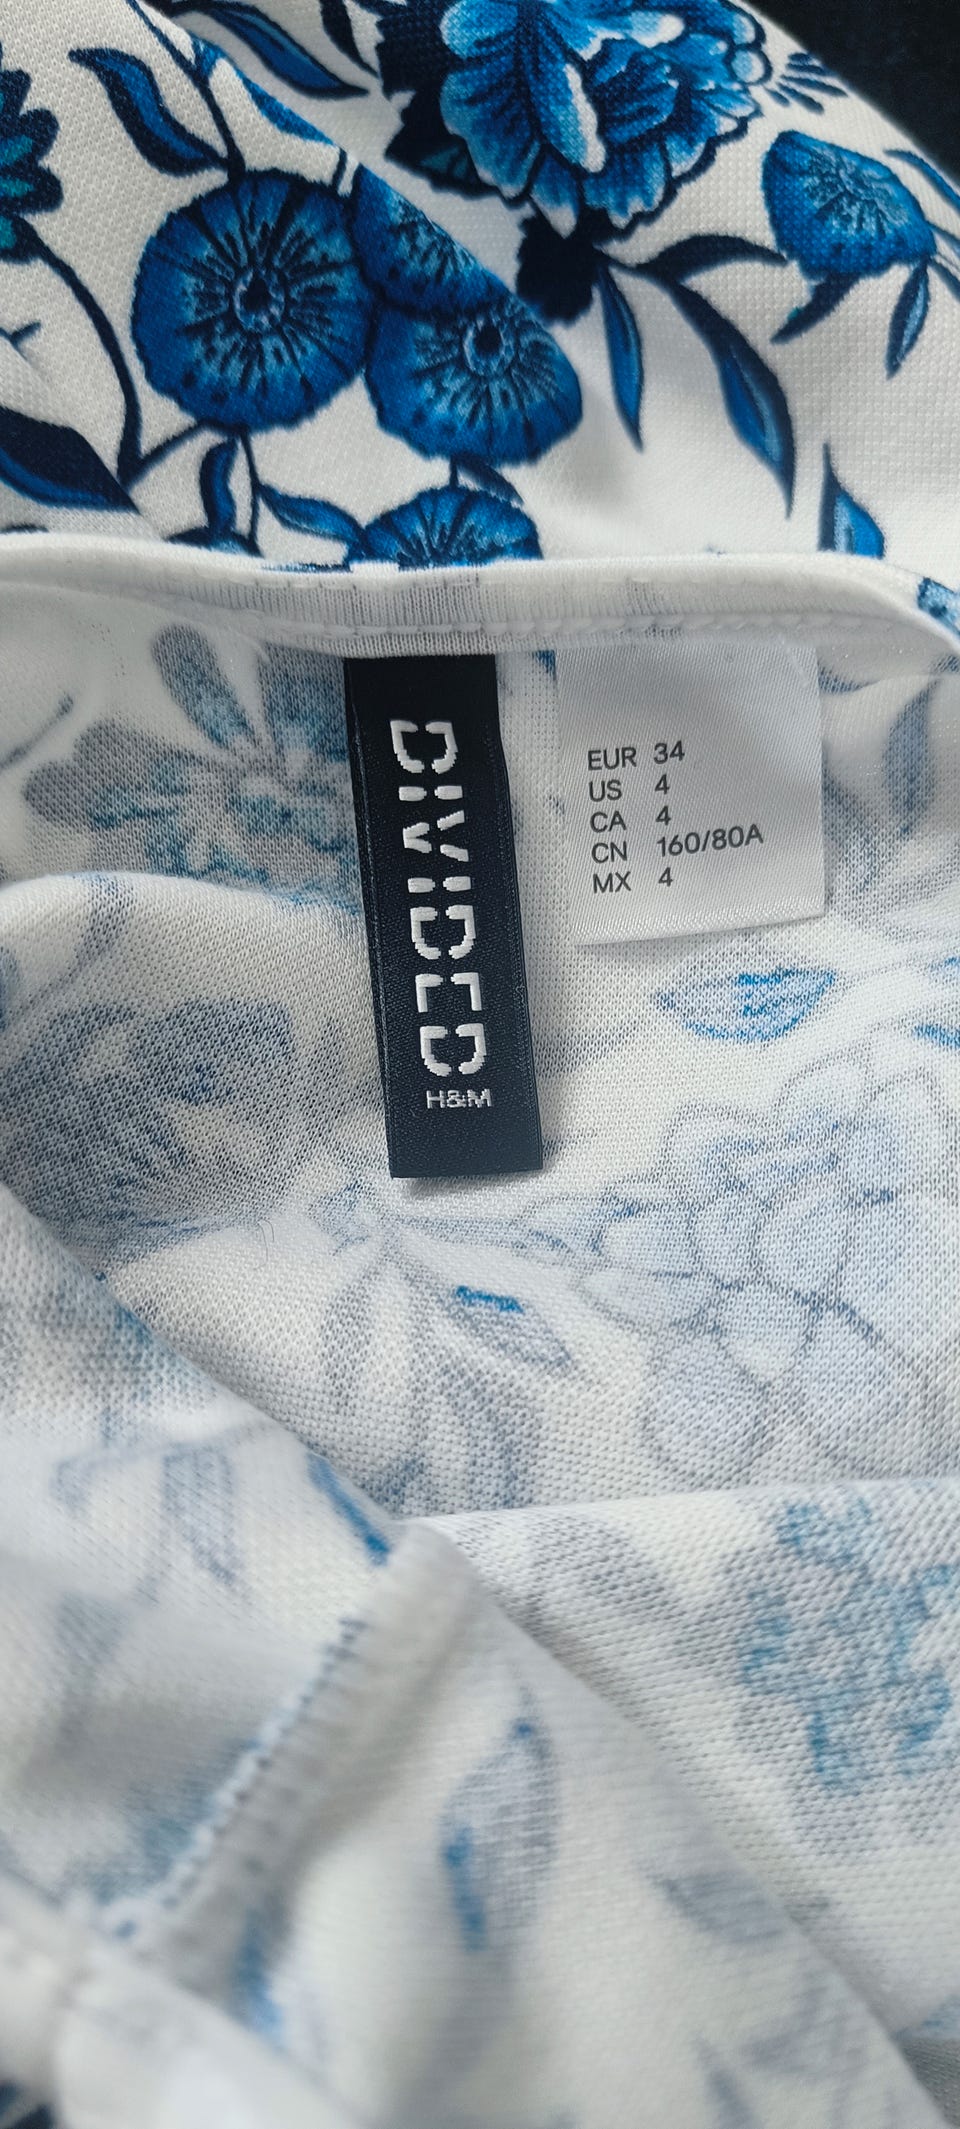 DIVIDED
H&M
EUR 34
US 4
CA 4
CN 160/80A
MX 4